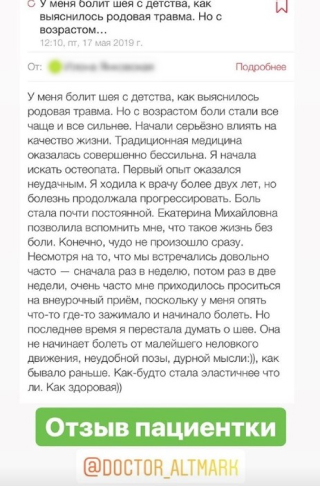 У меня болит шея с детства, как
выяснилось родовая травма. Но с
возрастом...
12:10, пт, 17 мая 2019 г.
От:
Подробнее
У меня болит шея с детства, как выяснилось
родовая травма. Но с возрастом боли стали все
чаще и все сильнее. Начали серьёзно влиять на
качество жизни. Традиционная медицина
оказалась совершенно бессильна. Я начала
искать остеопата. Первый опыт оказался
неудачным. Я ходила к врачу более двух лет, но
болезнь продолжала прогрессировать. Боль
стала почти постоянной. Екатерина Михайловна
позволила вспомнить мне, что такое жизнь без
боли. Конечно, чудо не произошло сразу.
Несмотря на то, что мы встречались довольно
часто — сначала раз в неделю, потом раз в две
недели, очень часто мне приходилось проситься
на внеурочный приём, поскольку у меня опять
что-то где-то зажимало и начинало болеть. Но
последнее время я перестала думать о шее. Она
не начинает болеть от малейшего неловкого
движения, неудобной позы, дурной мысли:)), как
бывало раньше. Как-будто стала эластичнее что
ли. Как здоровая))
Отзыв пациентки
@DOCTOR_ALTMARK